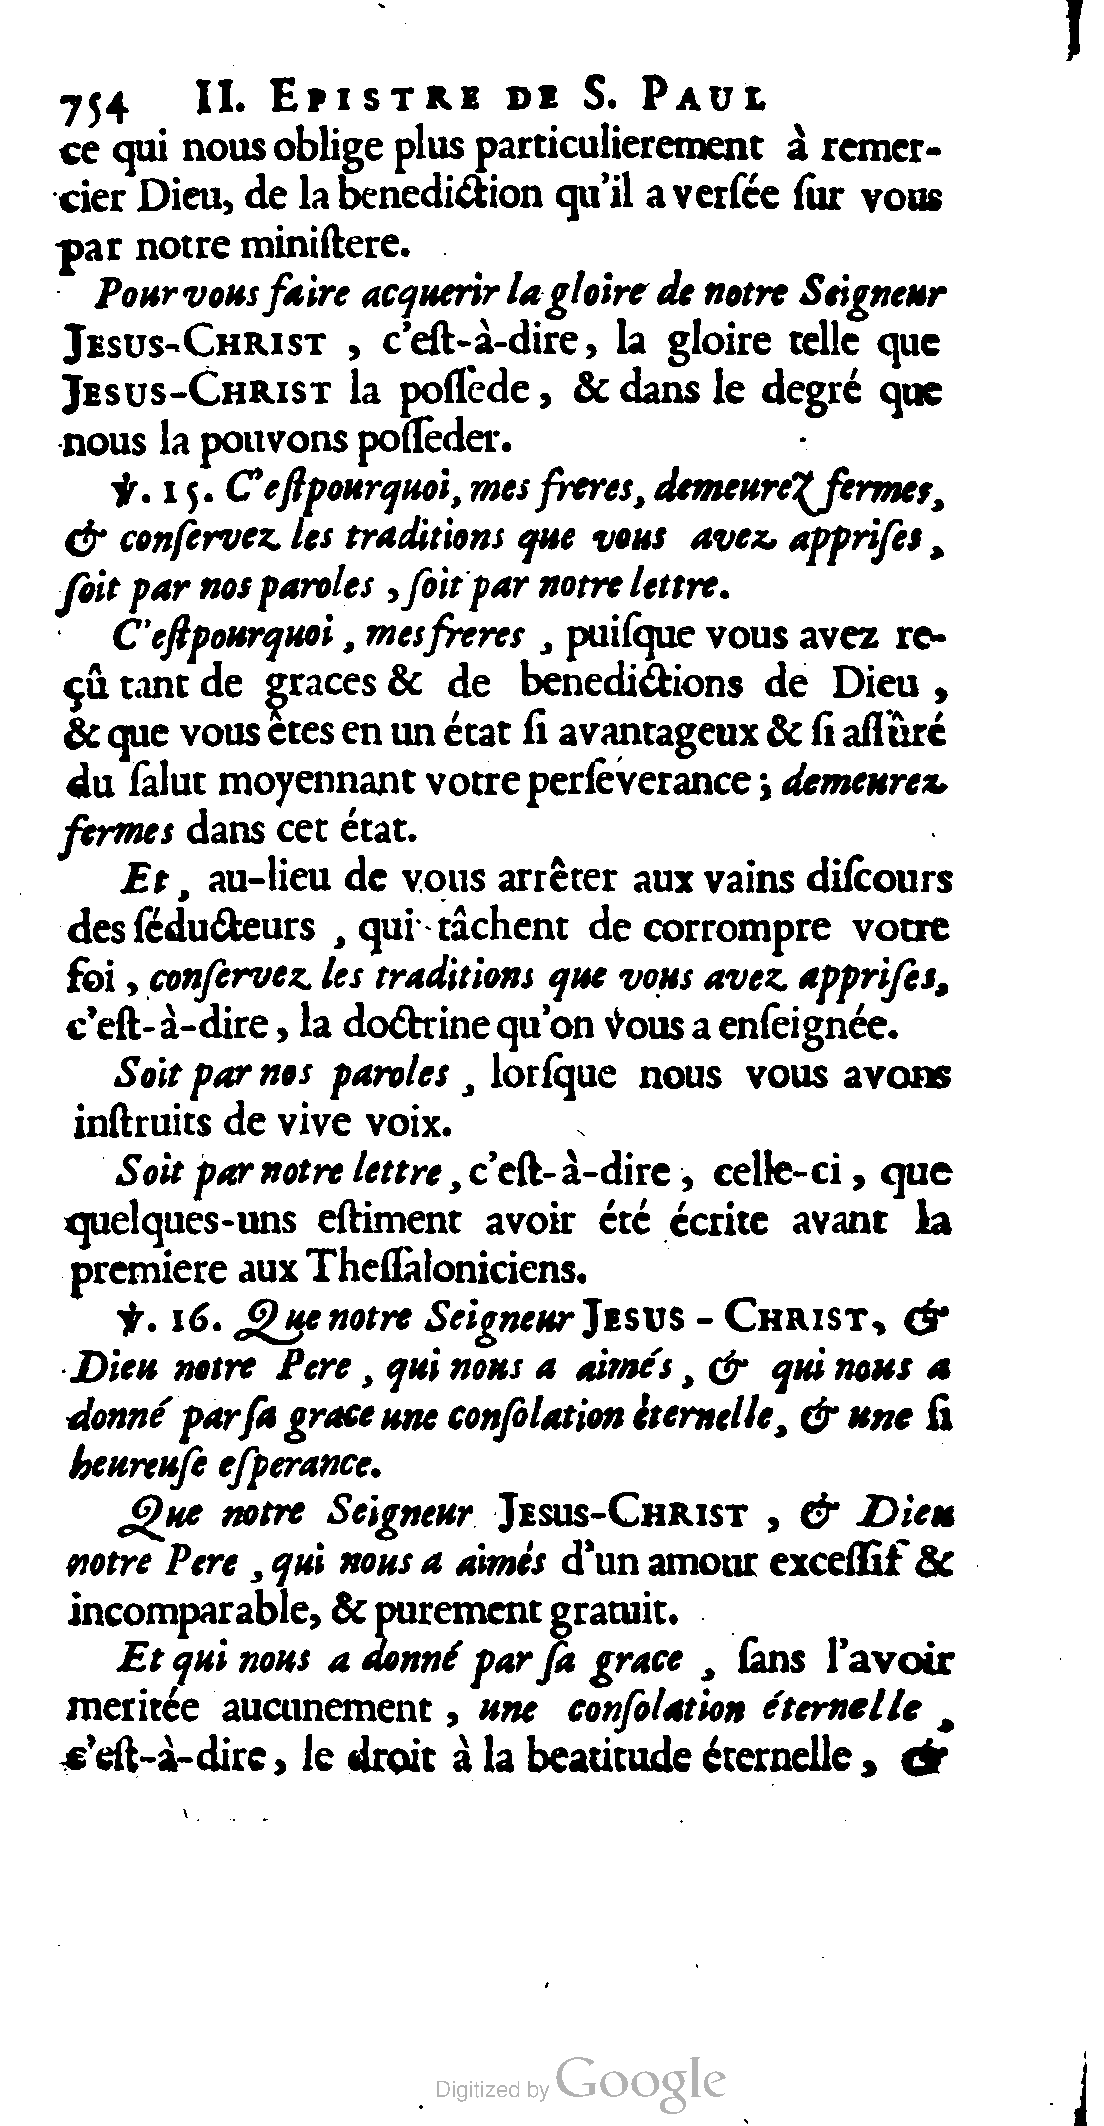 754 II. EPISTRE DE S. PAUL
ce qui nous oblige plus particulierement à remer-
cier Dieu, de la benediction qu'il a verſée ſur vous
par notre miniſtere.
Pour vous faire acquerir la gloire de notre Seigneur
JESUS-CHRIST , c'eſt-à-dire, la gloire telle que
JESUS-CHRIST la poſſede, & dans le degré que
nous la pouvons poſſeder.
℣. 15. C'eſt pourquoi, mes freres, demeurez fermes,
& conſervez les traditions que vous avez appriſes,
ſoit par nos paroles, ſoit par notre lettre.
C'eſt pourquoi, mes freres, puiſque vous avez re-
çû tant de graces & de benedictions de Dieu,
& que vous êtes en un état ſi avantageux & ſi aſſûré
du ſalut moyennant votre perſéverance; demeurez
fermes dans cet état.
Et, au-lieu de vous arrêter aux vains diſcours
des ſéducteurs, qui tâchent de corrompre votre
foi, conſervez les traditions que vous avez appriſes,
c'eſt-à-dire, la doctrine qu'on vous a enſeignée.
Soit par nos paroles, lorſque nous vous avons
inſtruits de vive voix.
Soit par notre lettre, c'eſt-à-dire, celle-ci, que
quelques-uns eſtiment avoir été écrite avant la
premiere aux Theſſaloniciens.
℣. 16. Que notre Seigneur JESUS-CHRIST, &
Dieu notre Pere, qui nous a aimés, & qui nous a
donné par ſa grace une conſolation éternelle, & une ſi
heureuſe eſperance.
Que notre Seigneur JESUS-CHRIST, & Dieu
notre Pere, qui nous a aimés d'un amour exceſſif &
incomparable, & purement gratuit.
Et qui nous a donné par ſa grace, ſans l'avoir
meritée aucunement, une conſolation éternelle,
c'eſt-à-dire, le droit à la beatitude éternelle, &
Digitized by Google